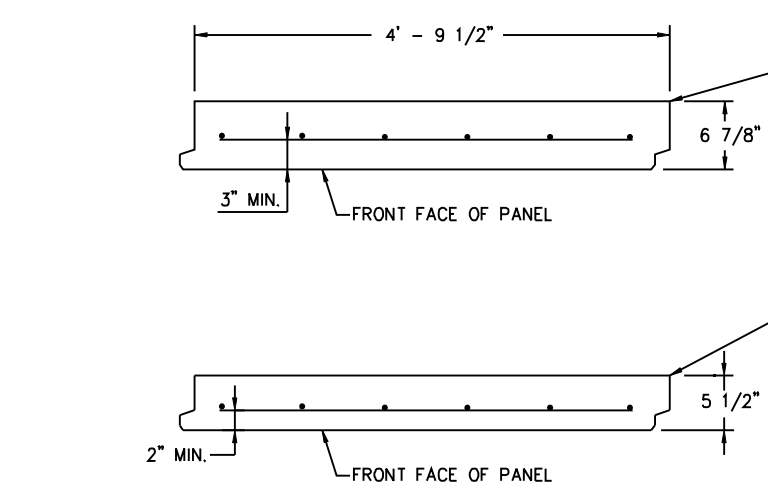 4' - 9 1/2"
6 7/8"
3" MIN.
FRONT FACE OF PANEL
5 1/2"
2" MIN.
FRONT FACE OF PANEL